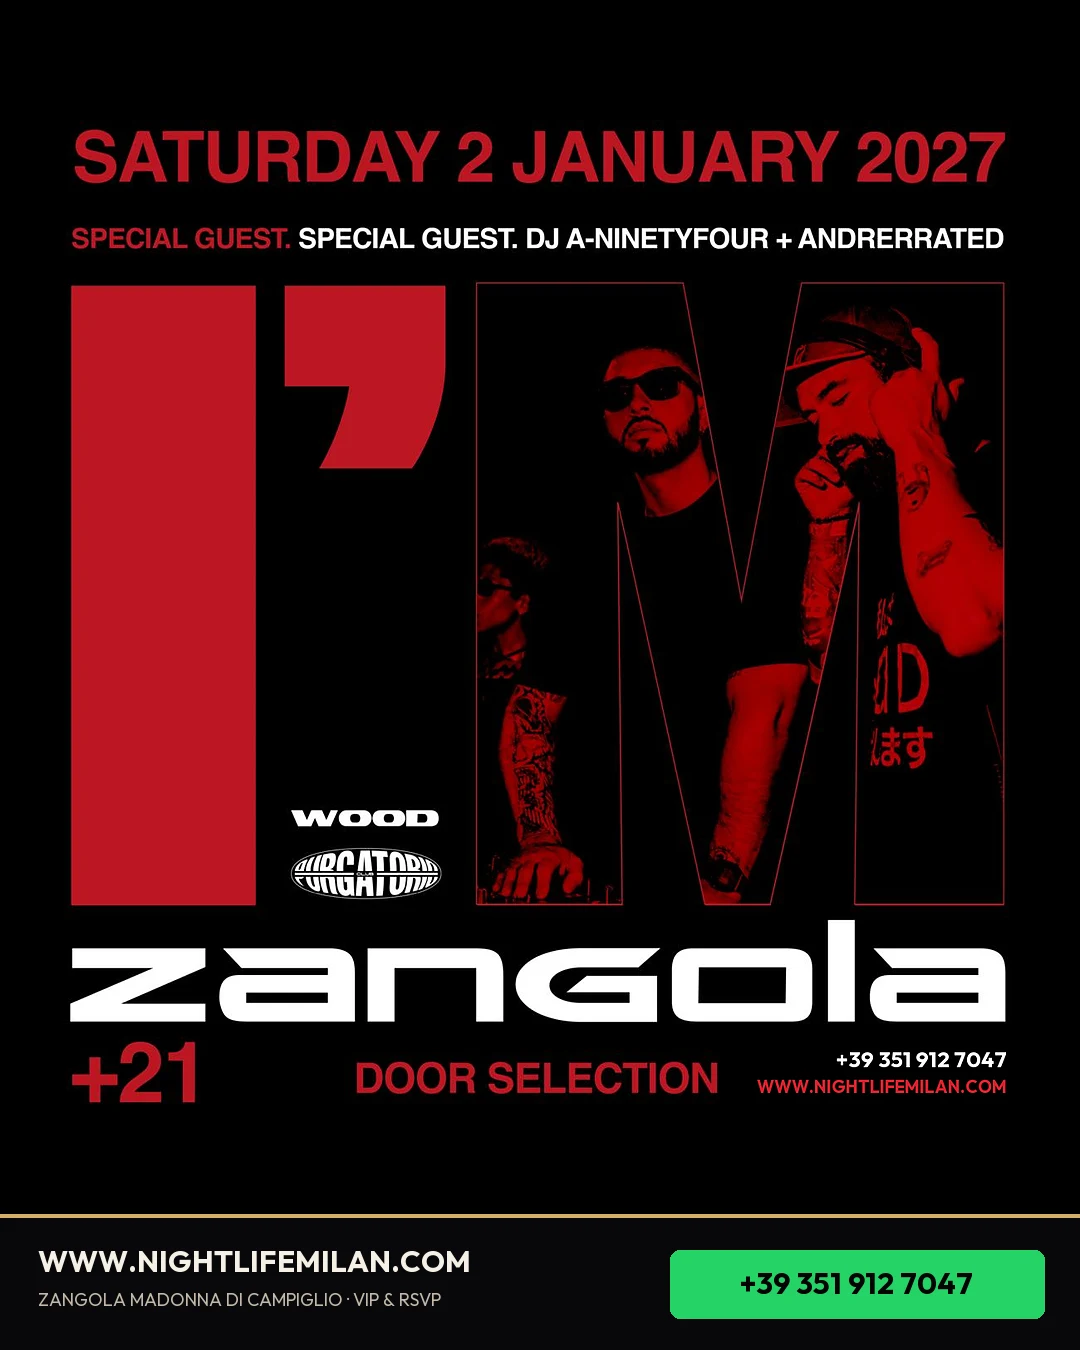 SATURDAY 2 JANUARY 2027
SPECIAL GUEST. SPECIAL GUEST. DJ A-NINETYFOUR + ANDRERRATED
I’M
WOOD
PURGATORIO
zangola
+21
DOOR SELECTION
+39 351 912 7047
WWW.NIGHTLIFEMILAN.COM
WWW.NIGHTLIFEMILAN.COM
ZANGOLA MADONNA DI CAMPIGLIO · VIP & RSVP
+39 351 912 7047